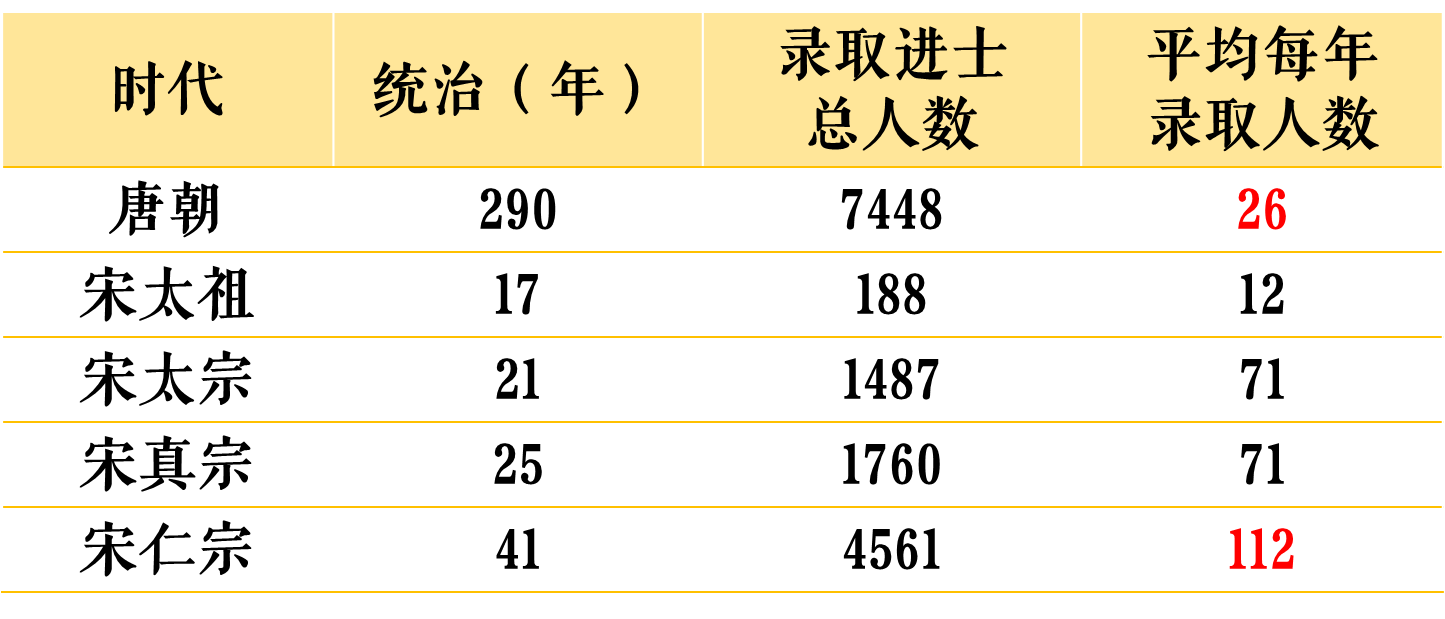 时代 统治（年） 录取进士总人数 平均每年录取人数
唐朝 290 7448 26
宋太祖 17 188 12
宋太宗 21 1487 71
宋真宗 25 1760 71
宋仁宗 41 4561 112